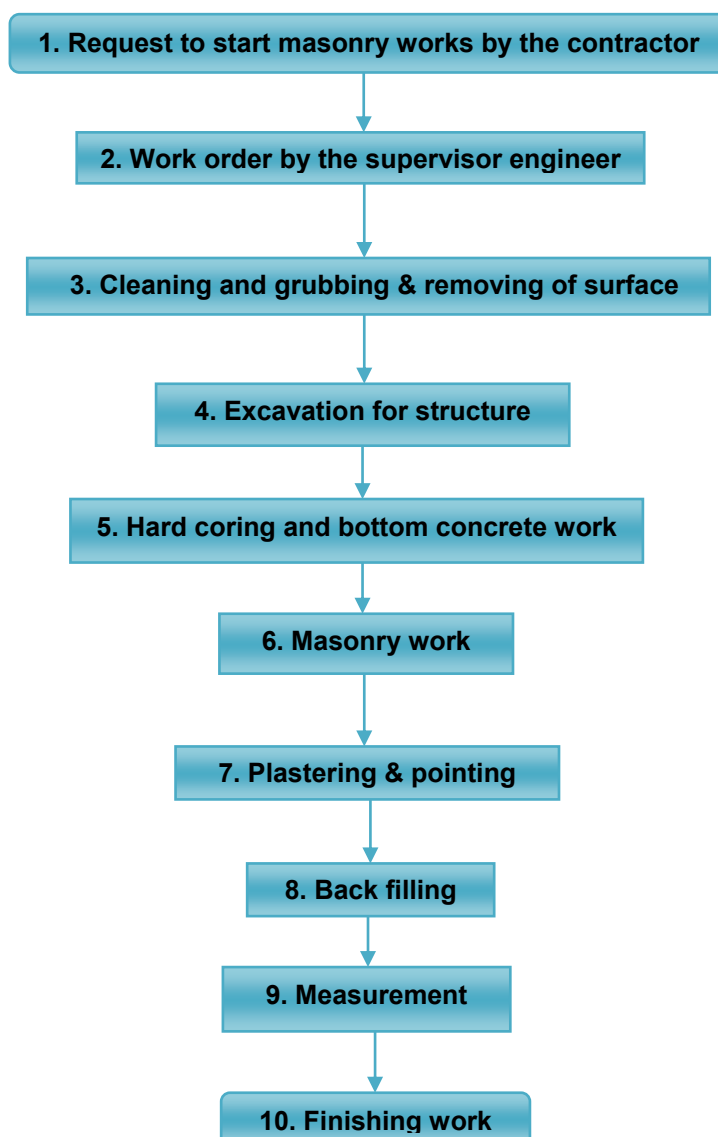 1. Request to start masonry works by the contractor
2. Work order by the supervisor engineer
3. Cleaning and grubbing & removing of surface
4. Excavation for structure
5. Hard coring and bottom concrete work
6. Masonry work
7. Plastering & pointing
8. Back filling
9. Measurement
10. Finishing work